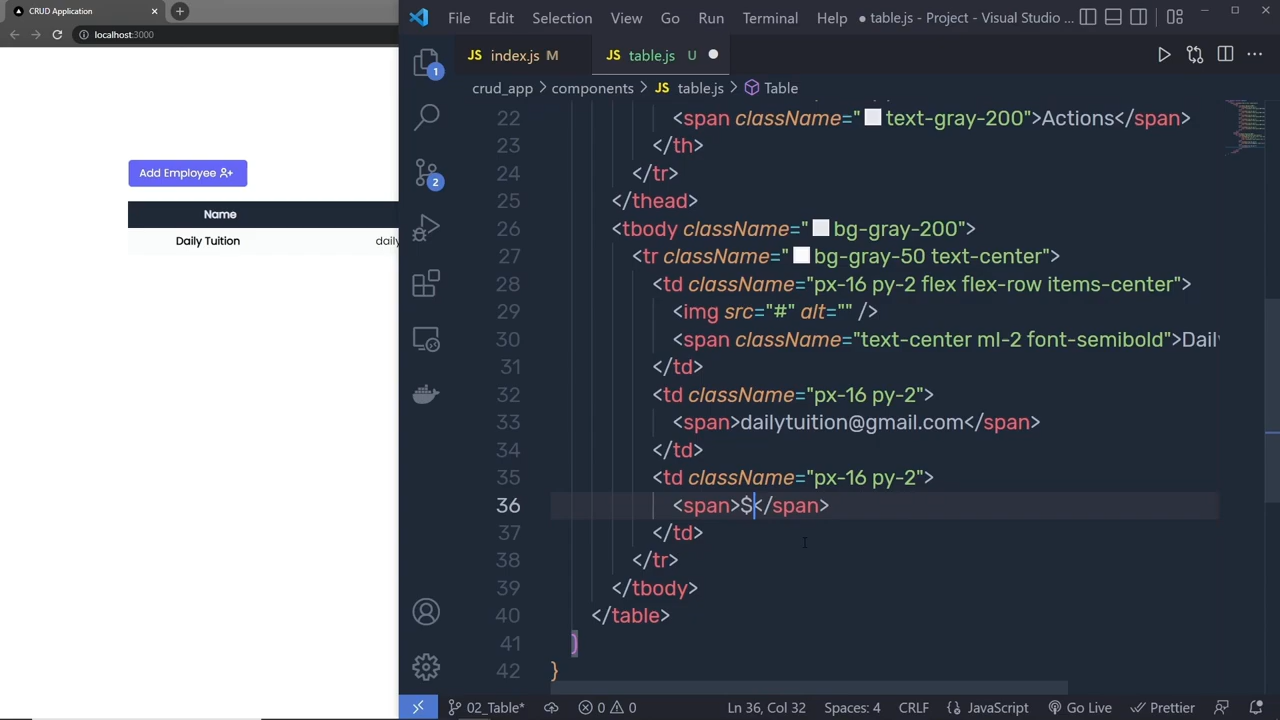 CRUD Application
localhost:3000
Add Employee
Name
Daily Tuition
daily
File Edit Selection View Go Run Terminal Help
table.js - Project - Visual Studio ...
JS index.js M
JS table.js U
crud_app > components > JS table.js > Table
1
2
22 <span className="text-gray-200">Actions</span>
23 </th>
24 </tr>
25 </thead>
26 <tbody className="bg-gray-200">
27 <tr className="bg-gray-50 text-center">
28 <td className="px-16 py-2 flex flex-row items-center">
29 <img src="#" alt="" />
30 <span className="text-center ml-2 font-semibold">Daily
31 </td>
32 <td className="px-16 py-2">
33 <span>dailytuition@gmail.com</span>
34 </td>
35 <td className="px-16 py-2">
36 <span>$</span>
37 </td>
38 </tr>
39 </tbody>
40 </table>
41 )
42 }
02_Table* 0 0 Ln 36, Col 32 Spaces: 4 CRLF JavaScript Go Live Prettier